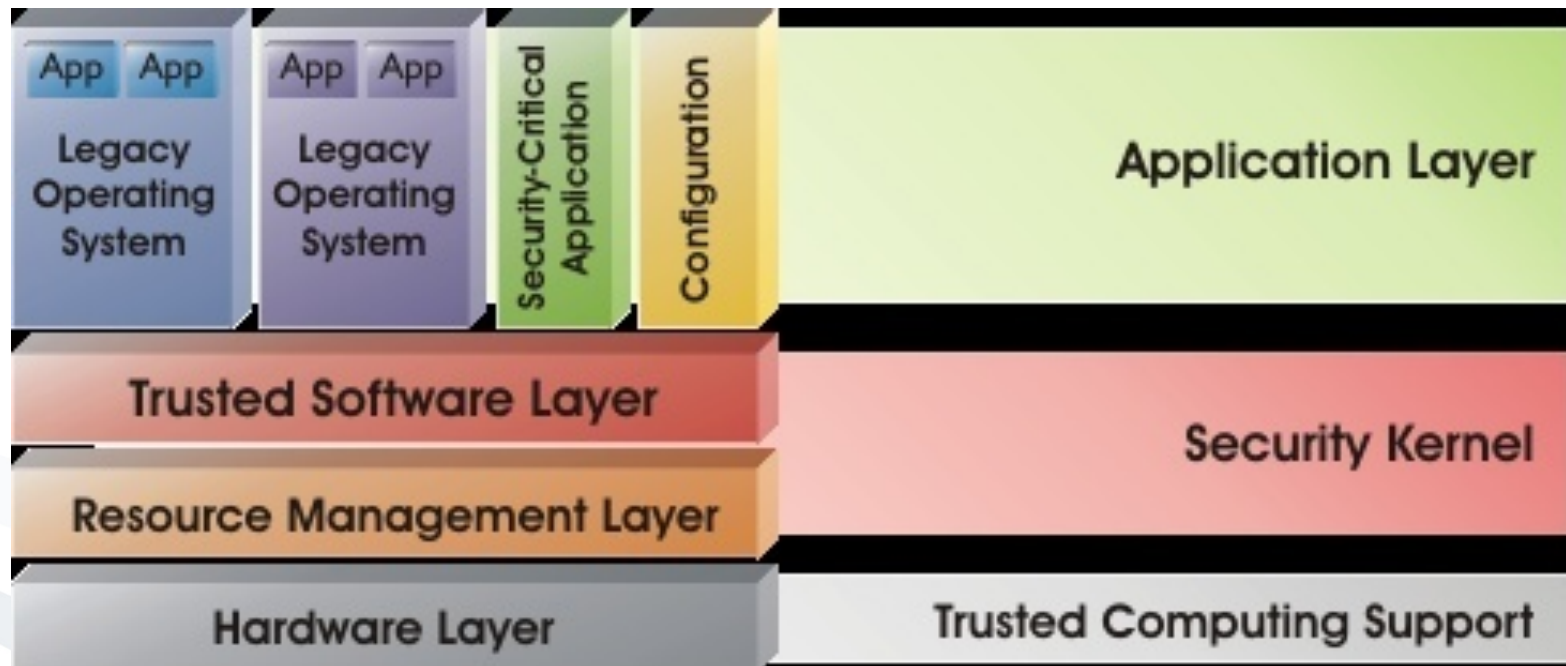 App App
Legacy
Operating
System
App App
Legacy
Operating
System
Security-Critical
Application
Configuration
Application Layer
Trusted Software Layer
Security Kernel
Resource Management Layer
Hardware Layer
Trusted Computing Support